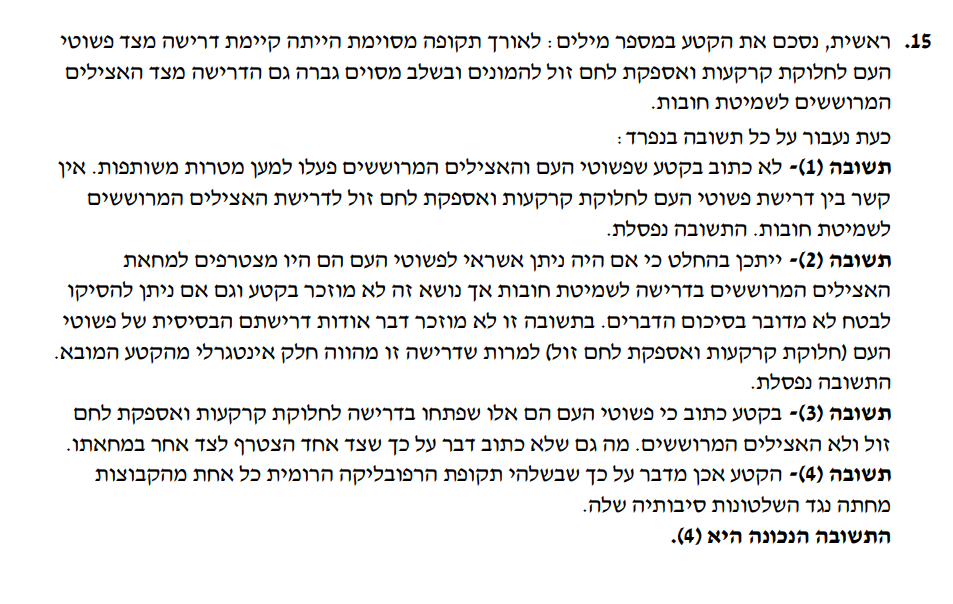 15. ראשית, נסכם את הקטע במספר מילים: לאורך תקופה מסוימת הייתה קיימת דרישה מצד פשוטי
העם לחלוקת קרקעות ואספקת לחם זול להמונים ובשלב מסוים גברה גם הדרישה מצד האצילים
המרוששים לשמיטת חובות.
כעת נעבור על כל תשובה בנפרד:
תשובה (1)- לא כתוב בקטע שפשוטי העם והאצילים המרוששים פעלו למען מטרות משותפות. אין
קשר בין דרישת פשוטי העם לחלוקת קרקעות ואספקת לחם זול לדרישת האצילים המרוששים
לשמיטת חובות. התשובה נפסלת.
תשובה (2)- ייתכן בהחלט כי אם היה ניתן אשראי לפשוטי העם הם היו מצטרפים למחאת
האצילים המרוששים בדרישה לשמיטת חובות אך נושא זה לא מוזכר בקטע וגם אם ניתן להסיקו
לבטח לא מדובר בסיכום הדברים. בתשובה זו לא מוזכר דבר אודות דרישתם הבסיסית של פשוטי
העם (חלוקת קרקעות ואספקת לחם זול) למרות שדרישה זו מהווה חלק אינטגרלי מהקטע המובא.
התשובה נפסלת.
תשובה (3)- בקטע כתוב כי פשוטי העם הם אלו שפתחו בדרישה לחלוקת קרקעות ואספקת לחם
זול ולא האצילים המרוששים. מה גם שלא כתוב דבר על כך שצד אחד הצטרף לצד אחר במחאתו.
תשובה (4)- הקטע אכן מדבר על כך שבשלהי תקופת הרפובליקה הרומית כל אחת מהקבוצות
מחתה נגד השלטונות סיבותיה שלה.
התשובה הנכונה היא (4).